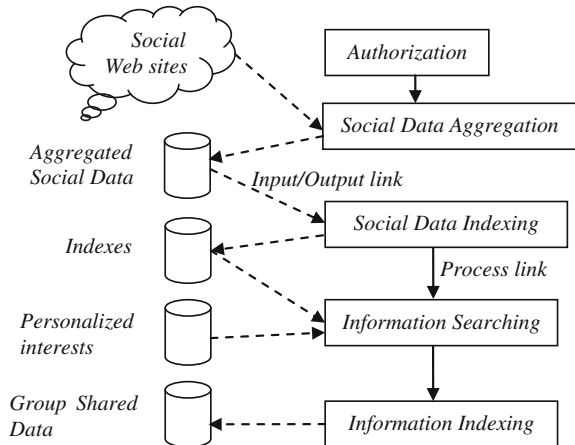 Social
Web sites
Authorization
Social Data Aggregation
Aggregated
Social Data
Input/Output link
Social Data Indexing
Indexes
Process link
Personalized
interests
Information Searching
Group Shared
Data
Information Indexing